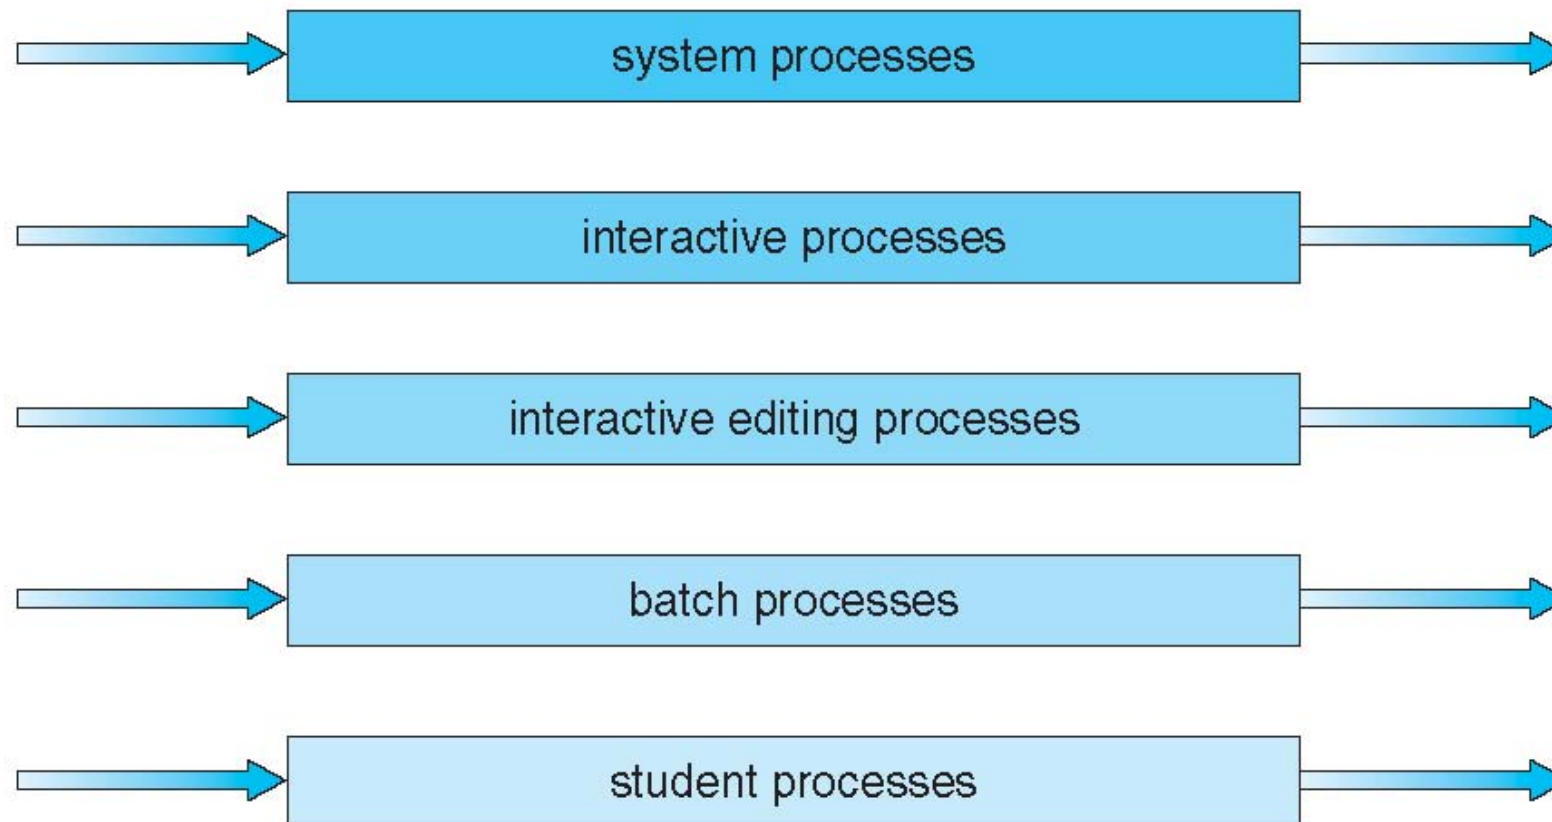 system processes
interactive processes
interactive editing processes
batch processes
student processes